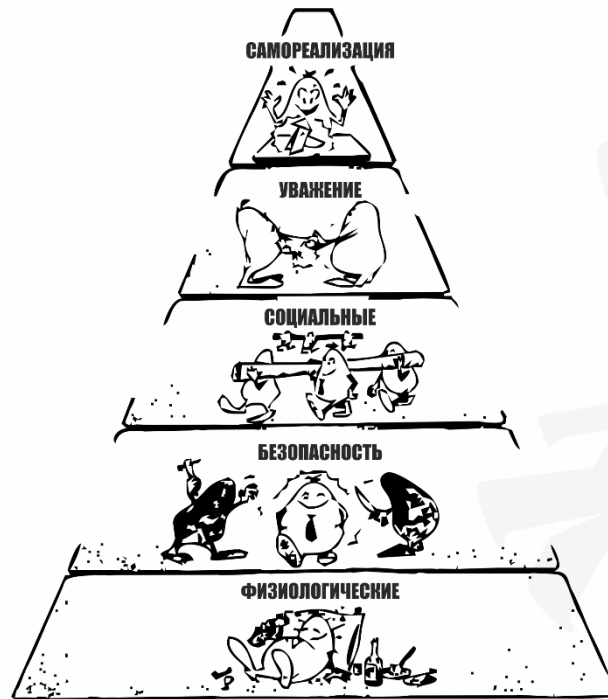 САМОРЕАЛИЗАЦИЯ
УВАЖЕНИЕ
СОЦИАЛЬНЫЕ
БЕЗОПАСНОСТЬ
ФИЗИОЛОГИЧЕСКИЕ